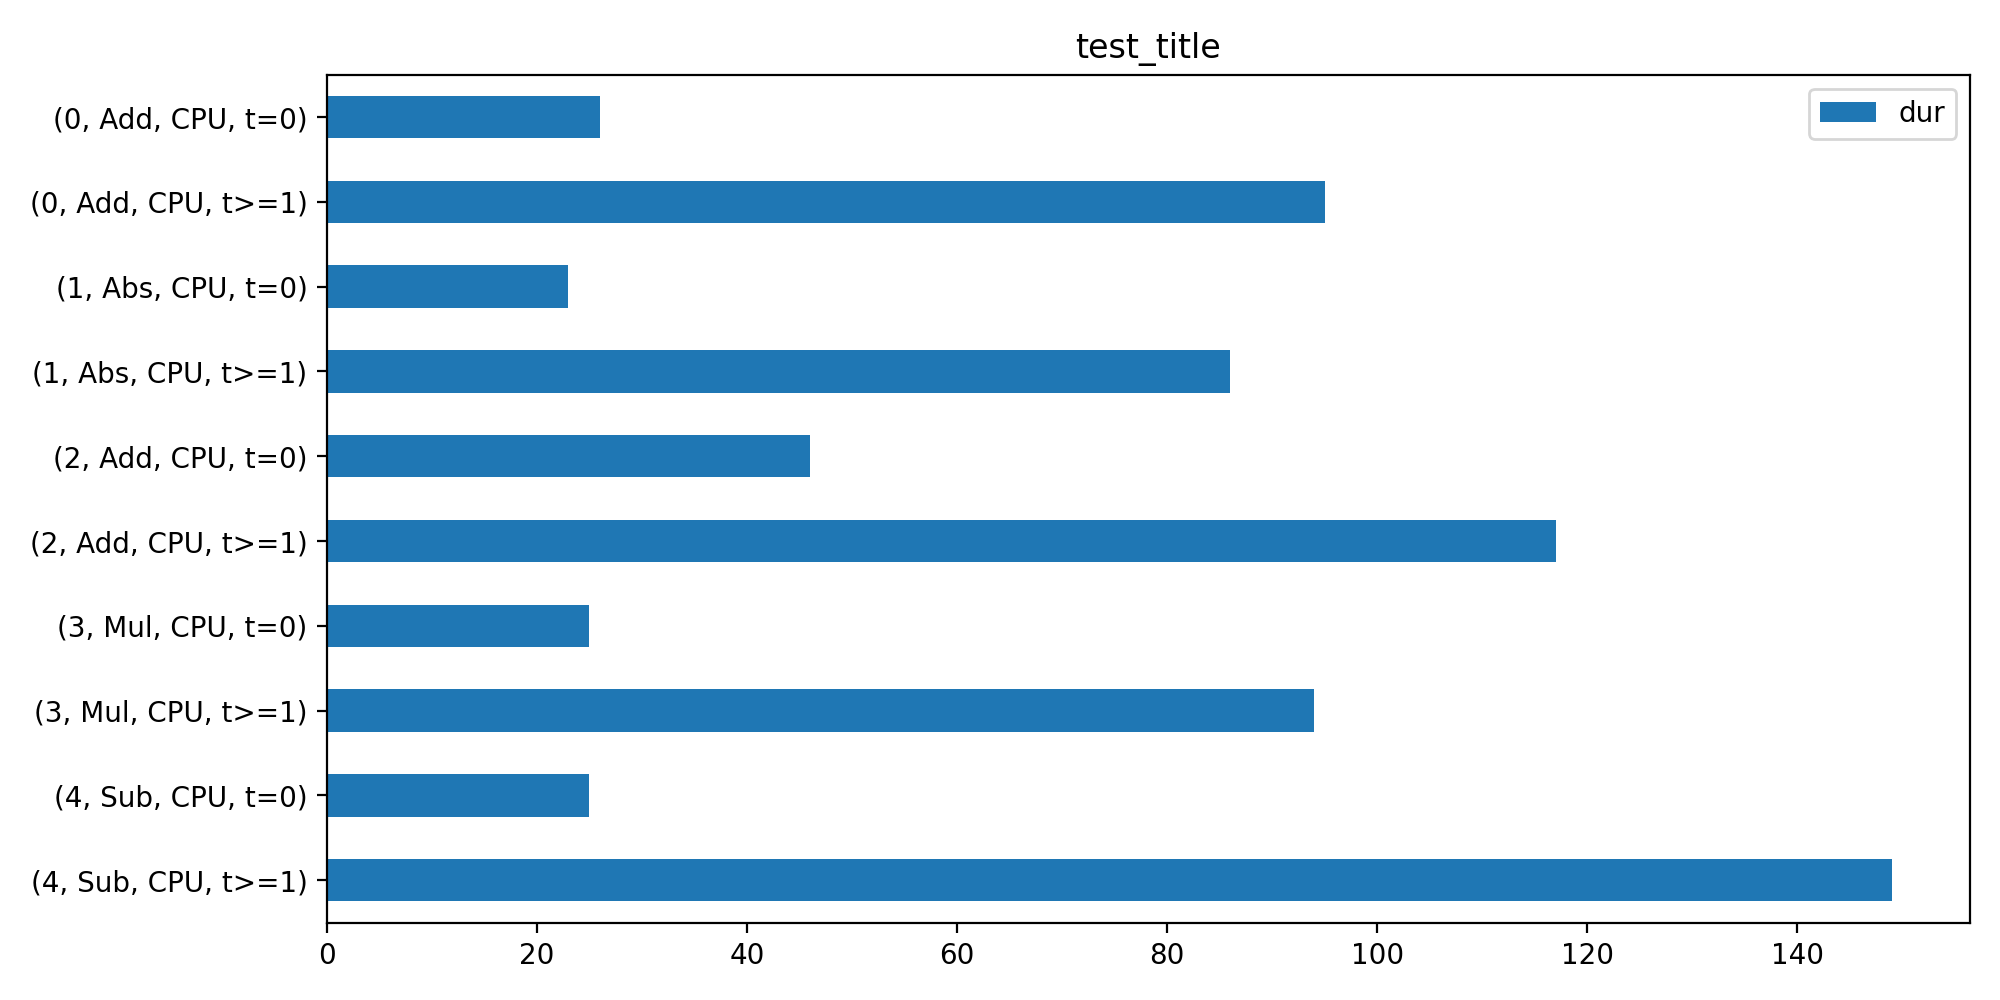 test_title
dur
(0, Add, CPU, t=0)
(0, Add, CPU, t>=1)
(1, Abs, CPU, t=0)
(1, Abs, CPU, t>=1)
(2, Add, CPU, t=0)
(2, Add, CPU, t>=1)
(3, Mul, CPU, t=0)
(3, Mul, CPU, t>=1)
(4, Sub, CPU, t=0)
(4, Sub, CPU, t>=1)
0 20 40 60 80 100 120 140